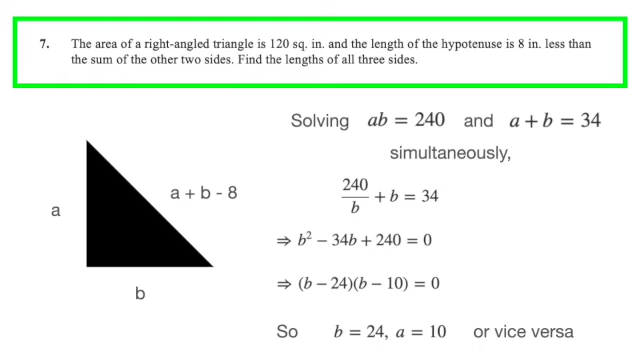 7. The area of a right-angled triangle is 120 sq. in. and the length of the hypotenuse is 8 in. less than
the sum of the other two sides. Find the lengths of all three sides.
Solving ab = 240 and a + b = 34
simultaneously,
a + b - 8
240/b + b = 34
a
⇒ b² − 34b + 240 = 0
⇒ (b − 24)(b − 10) = 0
b
So b = 24, a = 10 or vice versa